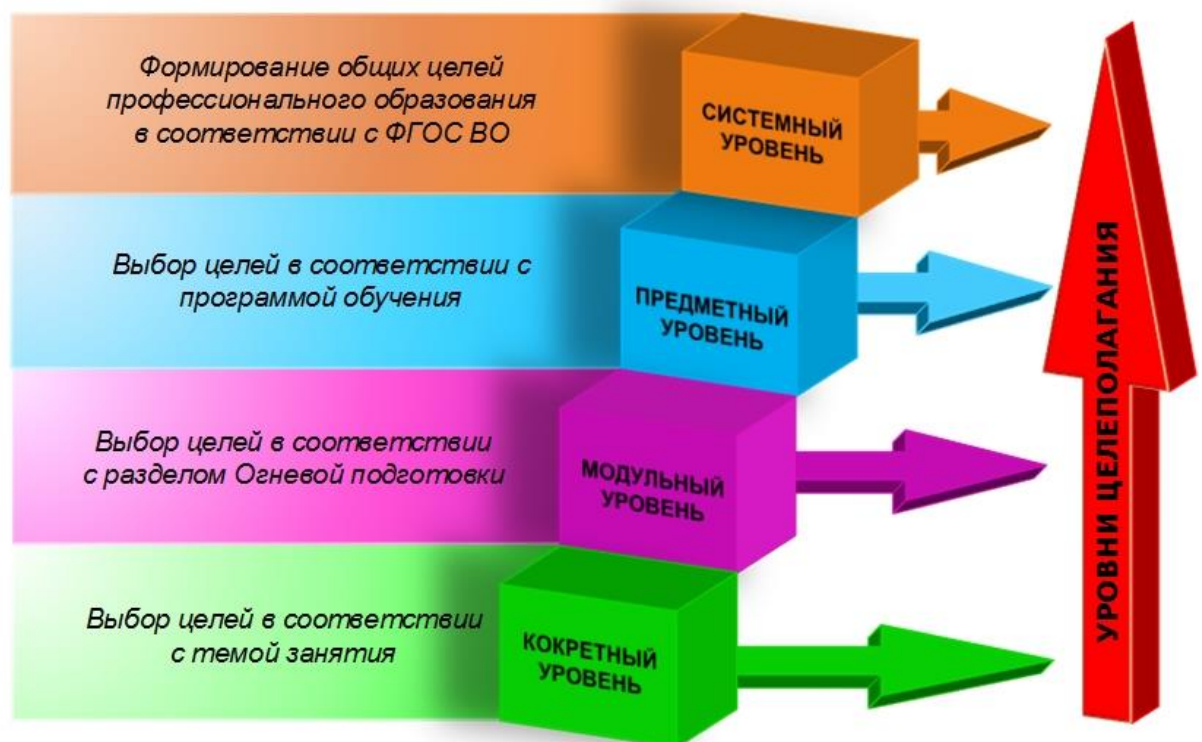 Формирование общих целей
профессионального образования
в соответствии с ФГОС ВО
СИСТЕМНЫЙ
УРОВЕНЬ
Выбор целей в соответствии с
программой обучения
ПРЕДМЕТНЫЙ
УРОВЕНЬ
Выбор целей в соответствии
с разделом Огневой подготовки
МОДУЛЬНЫЙ
УРОВЕНЬ
Выбор целей в соответствии
с темой занятия
КОКРЕТНЫЙ
УРОВЕНЬ
УРОВНИ ЦЕЛЕПОЛАГАНИЯ